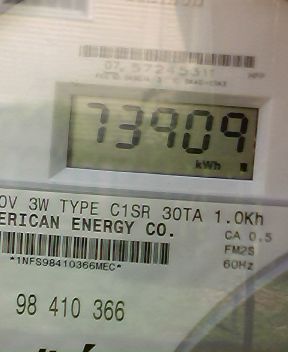 73909
kWh
0V 3W TYPE C1SR 30TA 1.0Kh
ERICAN ENERGY CO.
CA 0.5
FM2S
60Hz
*1NFS98410366MEC*
98 410 366